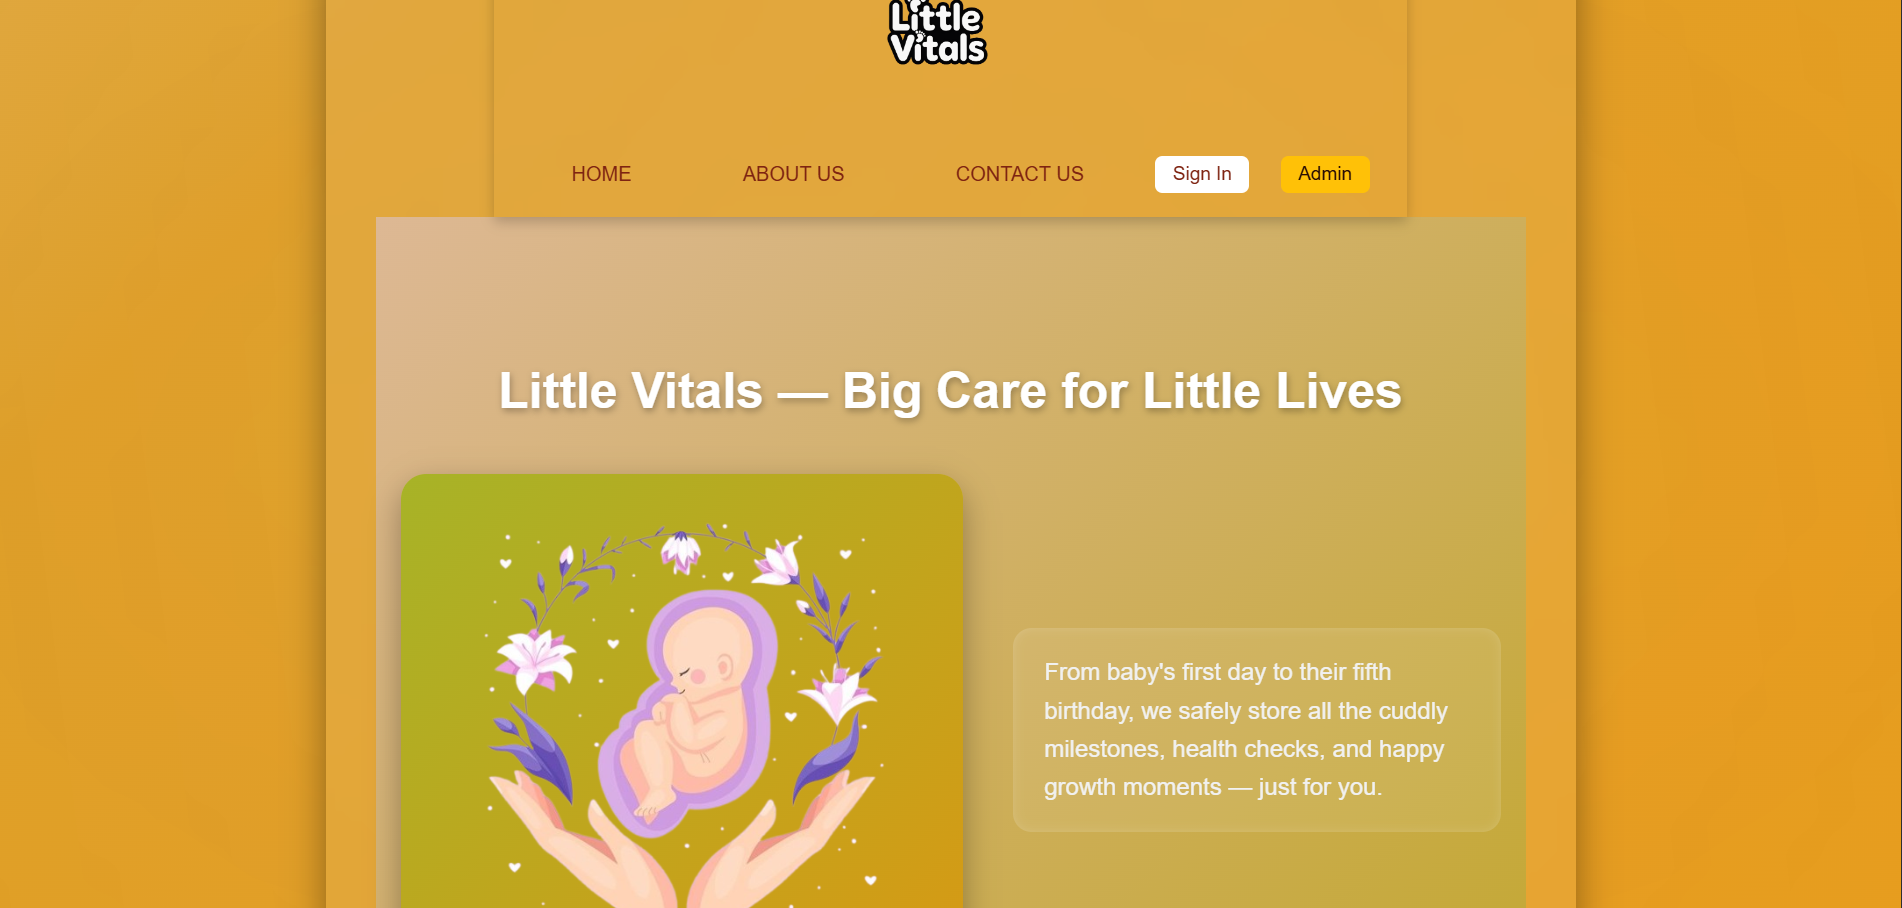 Little
Vitals
HOME
ABOUT US
CONTACT US
Sign In
Admin
Little Vitals — Big Care for Little Lives
From baby's first day to their fifth
birthday, we safely store all the cuddly
milestones, health checks, and happy
growth moments — just for you.